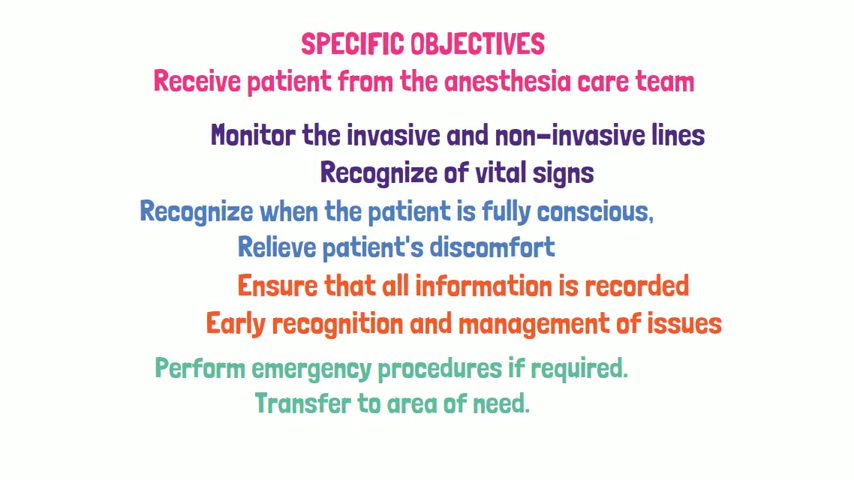 SPECIFIC OBJECTIVES
Receive patient from the anesthesia care team
Monitor the invasive and non-invasive lines
Recognize of vital signs
Recognize when the patient is fully conscious,
Relieve patient's discomfort
Ensure that all information is recorded
Early recognition and management of issues
Perform emergency procedures if required.
Transfer to area of need.